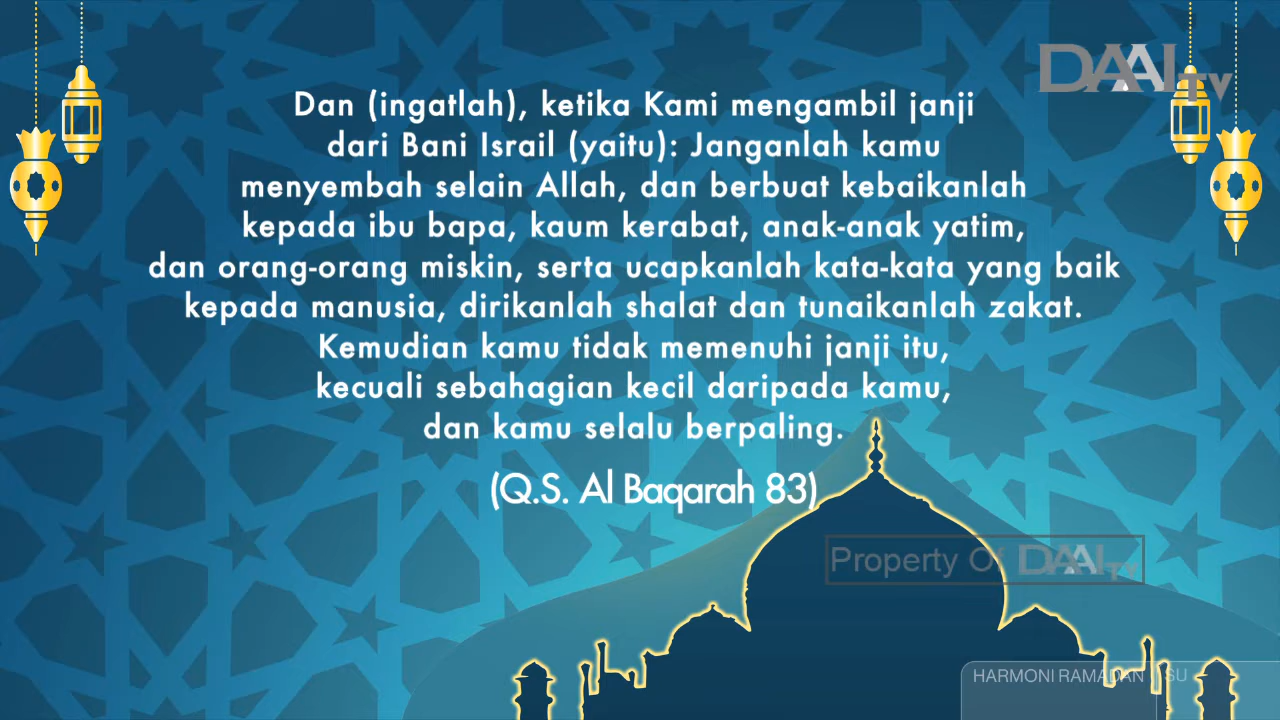 DAAI TV
Dan (ingatlah), ketika Kami mengambil janji
dari Bani Israil (yaitu): Janganlah kamu
menyembah selain Allah, dan berbuat kebaikanlah
kepada ibu bapa, kaum kerabat, anak-anak yatim,
dan orang-orang miskin, serta ucapkanlah kata-kata yang baik
kepada manusia, dirikanlah shalat dan tunaikanlah zakat.
Kemudian kamu tidak memenuhi janji itu,
kecuali sebahagian kecil daripada kamu,
dan kamu selalu berpaling.
(Q.S. Al Baqarah 83)
Property Of DAAI TV
HARMONI RAMADAN SU